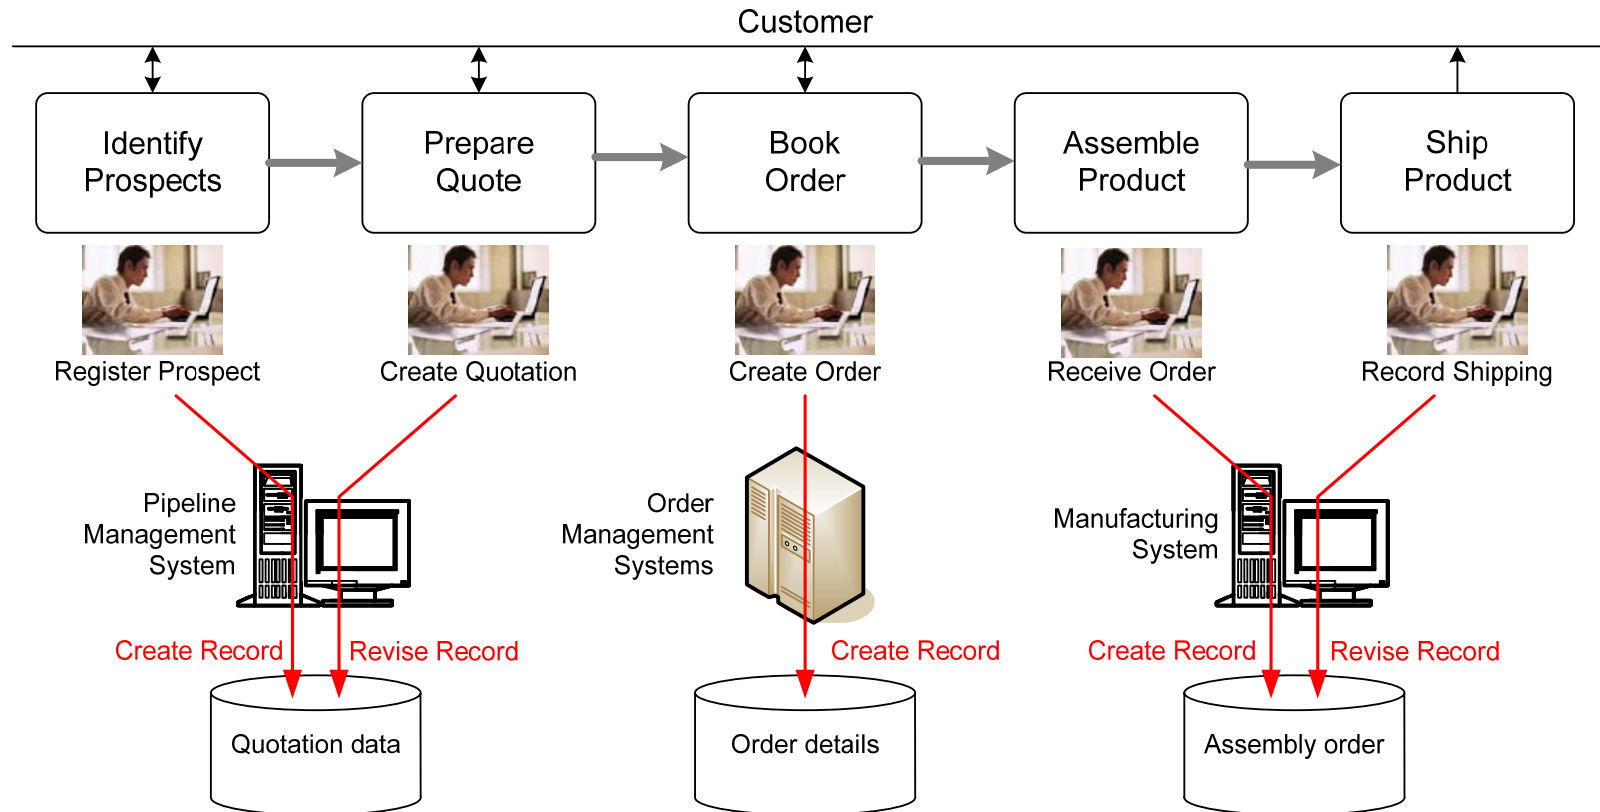 Customer
Identify
Prospects
Prepare
Quote
Book
Order
Assemble
Product
Ship
Product
Register Prospect
Create Quotation
Create Order
Receive Order
Record Shipping
Pipeline
Management
System
Order
Management
Systems
Manufacturing
System
Create Record
Revise Record
Create Record
Create Record
Revise Record
Quotation data
Order details
Assembly order